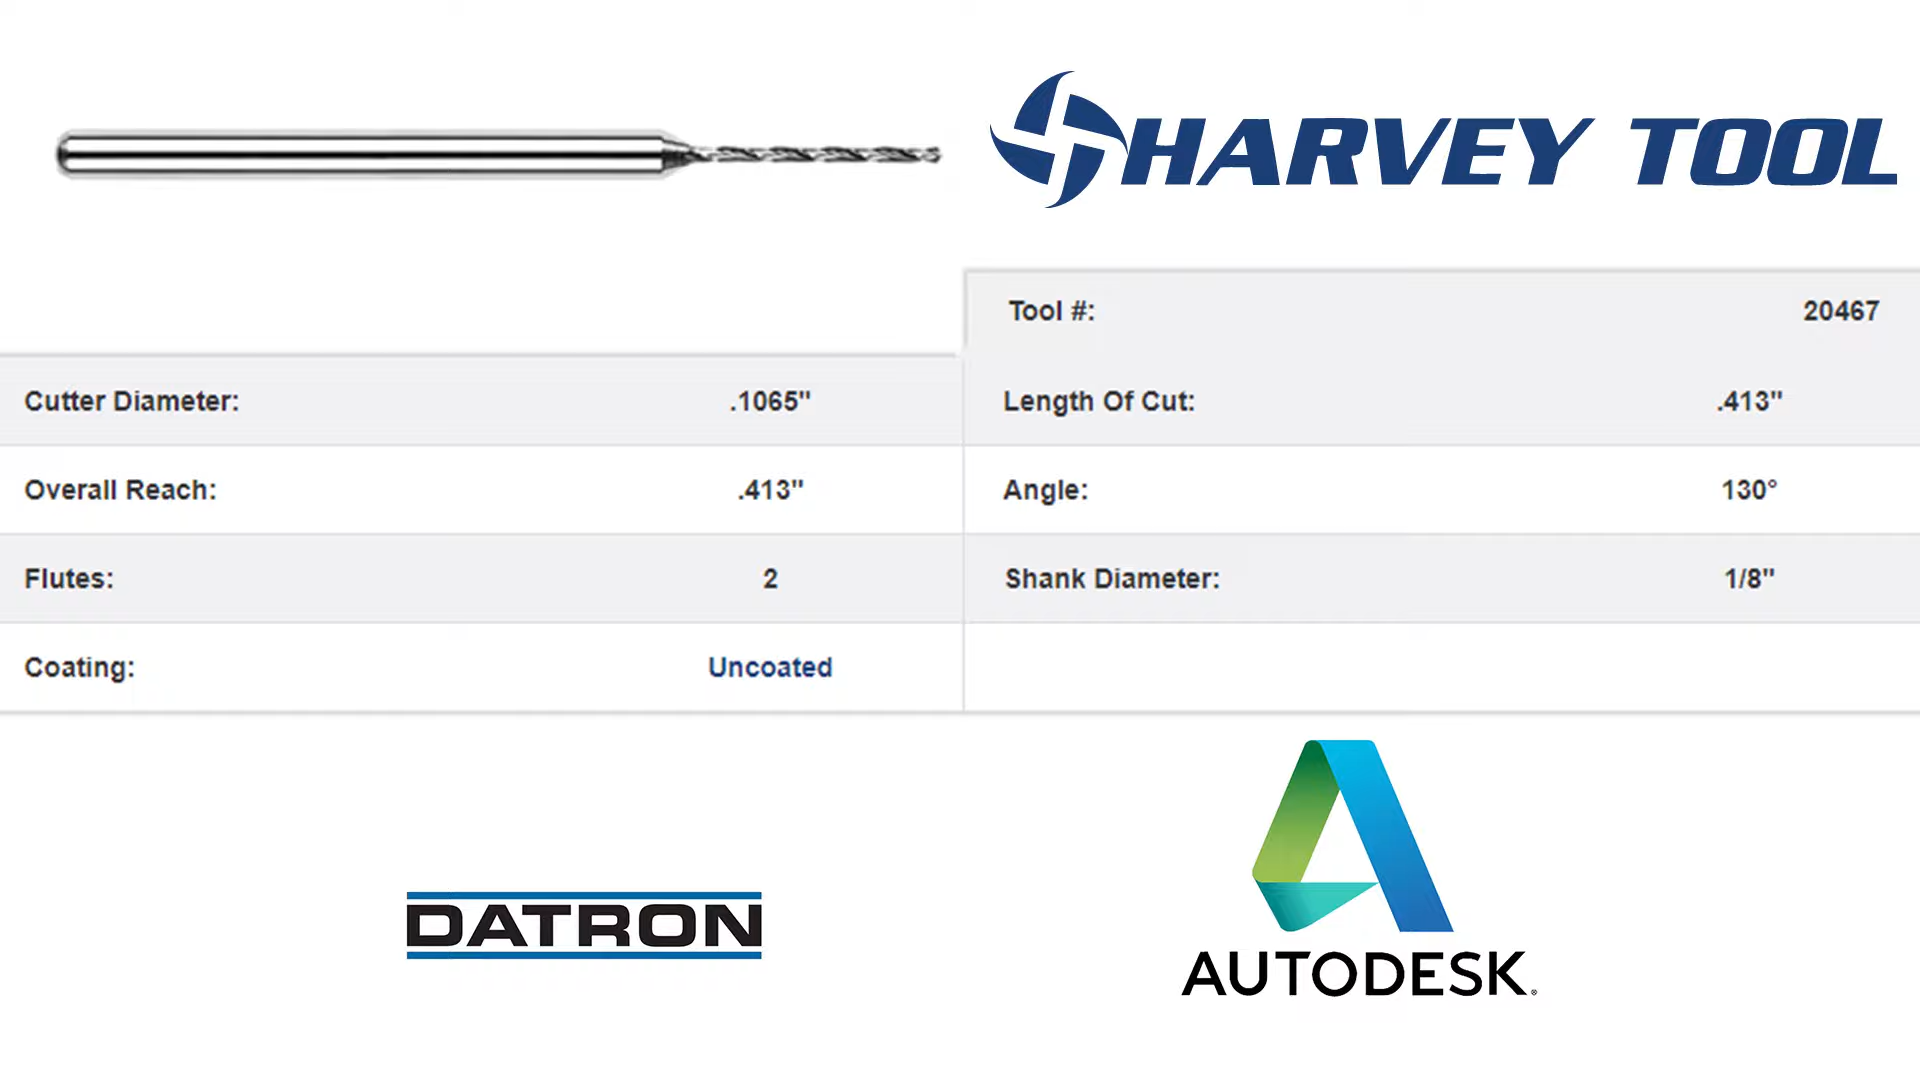 HARVEY TOOL
Tool #: 20467
Cutter Diameter: .1065" Length Of Cut: .413"
Overall Reach: .413" Angle: 130°
Flutes: 2 Shank Diameter: 1/8"
Coating: Uncoated
DATRON
AUTODESK®